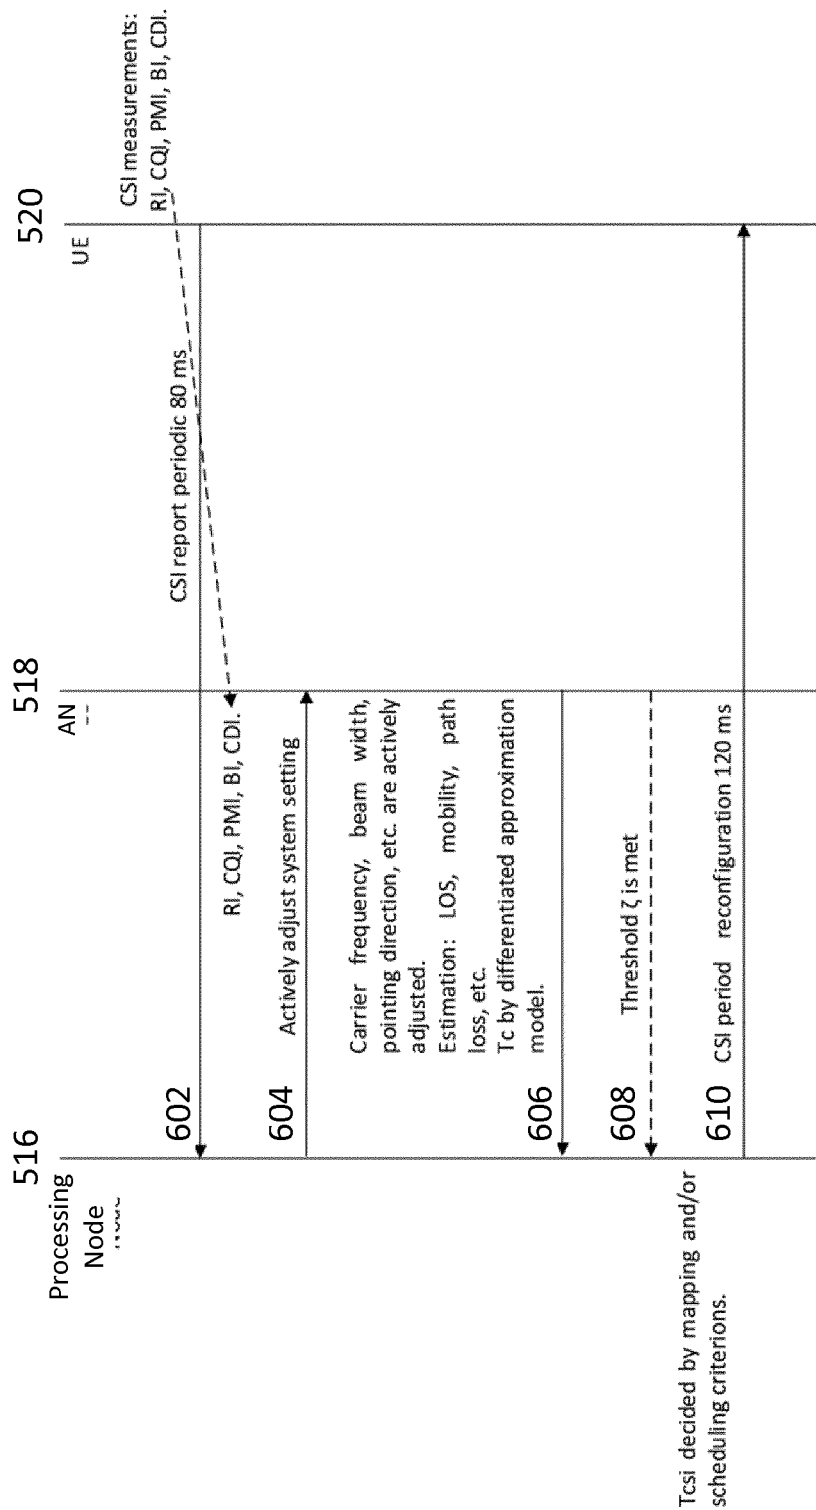 516
518
520
Processing
Node
AN
UE
CSI measurements:
RI, CQI, PMI, BI, CDI.
CSI report periodic 80 ms
602
RI, CQI, PMI, BI, CDI.
604
Actively adjust system setting
Carrier frequency, beam width,
pointing direction, etc. are actively
adjusted.
Estimation: LOS, mobility, path
loss, etc.
Tc by differentiated approximation
model.
606
608
Threshold ζ is met
610
CSI period reconfiguration 120 ms
Tcsi decided by mapping and/or
scheduling criterions.